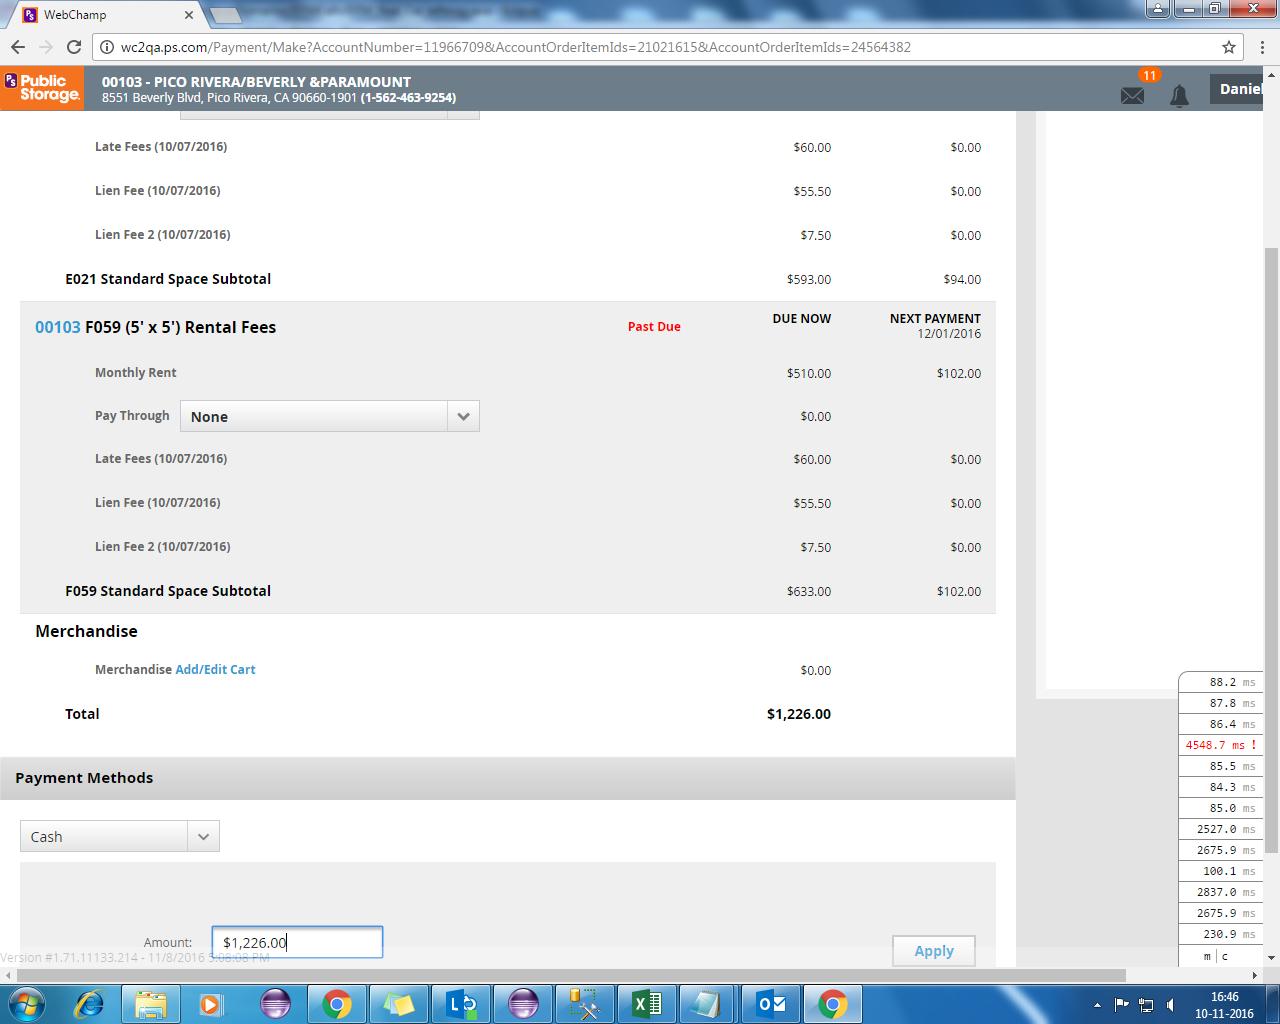 WebChamp
wc2qa.ps.com/Payment/Make?AccountNumber=11966709&AccountOrderItemIds=21021615&AccountOrderItemIds=24564382
Public Storage.
00103 - PICO RIVERA/BEVERLY &PARAMOUNT
8551 Beverly Blvd, Pico Rivera, CA 90660-1901 (1-562-463-9254)
11
Daniel
Late Fees (10/07/2016) $60.00 $0.00
Lien Fee (10/07/2016) $55.50 $0.00
Lien Fee 2 (10/07/2016) $7.50 $0.00
E021 Standard Space Subtotal $593.00 $94.00
00103 F059 (5' x 5') Rental Fees Past Due DUE NOW NEXT PAYMENT
12/01/2016
Monthly Rent $510.00 $102.00
Pay Through None $0.00
Late Fees (10/07/2016) $60.00 $0.00
Lien Fee (10/07/2016) $55.50 $0.00
Lien Fee 2 (10/07/2016) $7.50 $0.00
F059 Standard Space Subtotal $633.00 $102.00
Merchandise
Merchandise Add/Edit Cart $0.00
Total $1,226.00
Payment Methods
Cash
Amount: $1,226.00
Apply
Version #1.71.11133.214 - 11/8/2016 5:08:08 PM
88.2 ms
87.8 ms
86.4 ms
4548.7 ms !
85.5 ms
84.3 ms
85.0 ms
2527.0 ms
2675.9 ms
100.1 ms
2837.0 ms
2675.9 ms
230.9 ms
m | c
16:46
10-11-2016